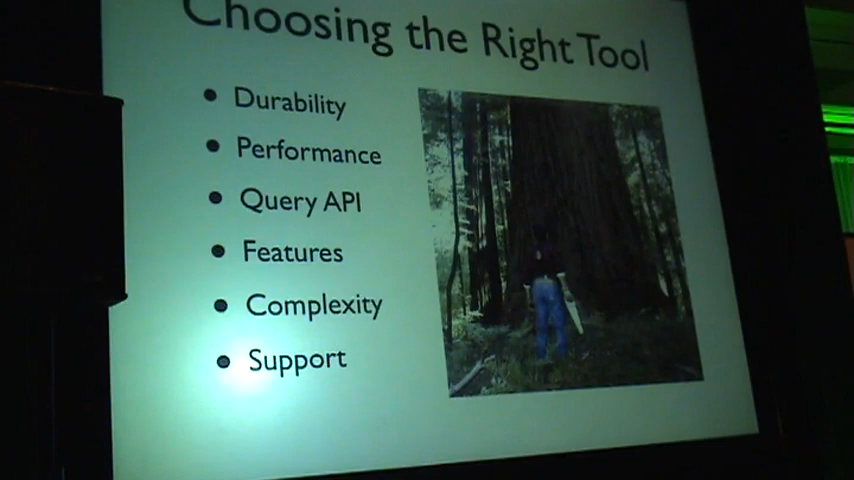 Choosing the Right Tool
Durability
Performance
Query API
Features
Complexity
Support